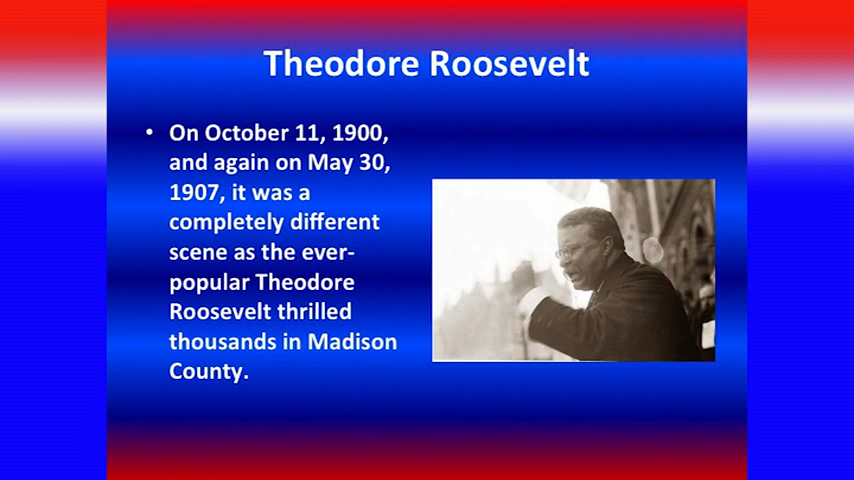 Theodore Roosevelt
• On October 11, 1900,
and again on May 30,
1907, it was a
completely different
scene as the ever-
popular Theodore
Roosevelt thrilled
thousands in Madison
County.